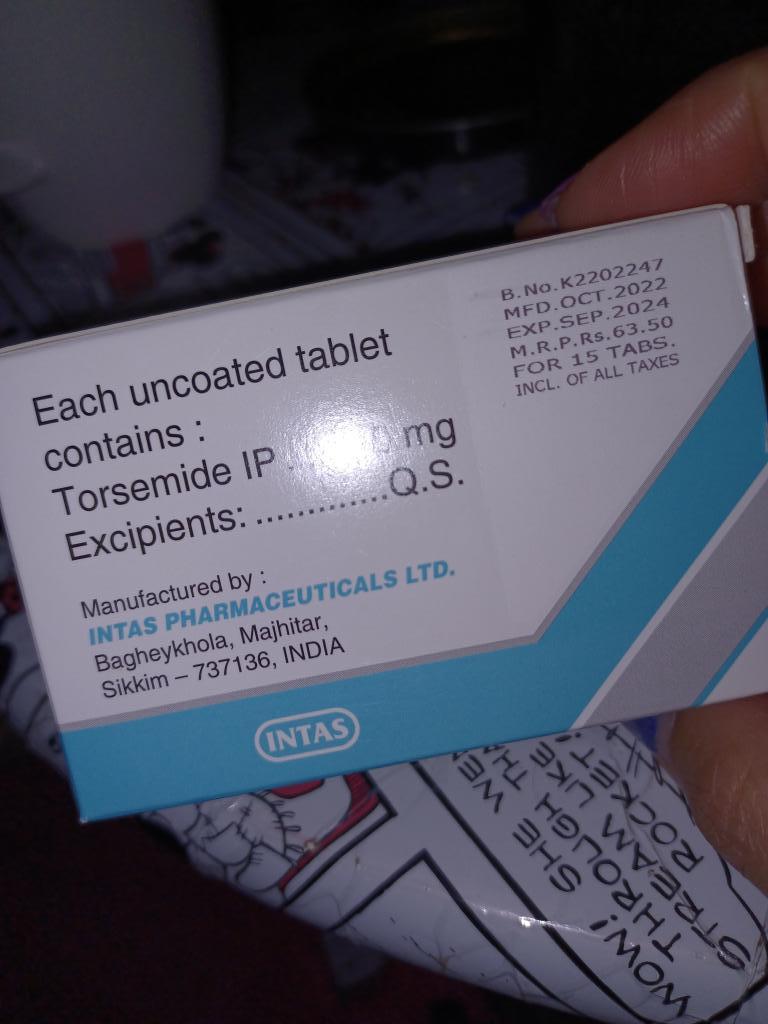 B.No.K2202247
MFD.OCT.2022
EXP.SEP.2024
M.R.P.Rs.63.50
FOR 15 TABS.
INCL. OF ALL TAXES
Each uncoated tablet
contains :
Torsemide IP mg
Excipients: .............Q.S.
Manufactured by :
INTAS PHARMACEUTICALS LTD.
Bagheykhola, Majhitar,
Sikkim – 737136, INDIA
INTAS
WOW! SHE WE
THROUGH TH
STREAM LIKE
ROCKET!